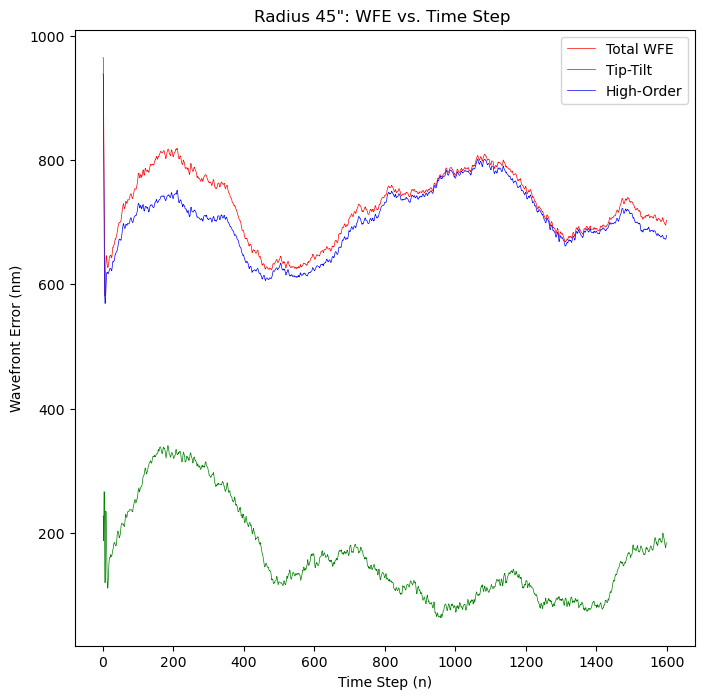 Radius 45": WFE vs. Time Step
Total WFE
Tip-Tilt
High-Order
1000
800
600
400
200
Wavefront Error (nm)
0 200 400 600 800 1000 1200 1400 1600
Time Step (n)